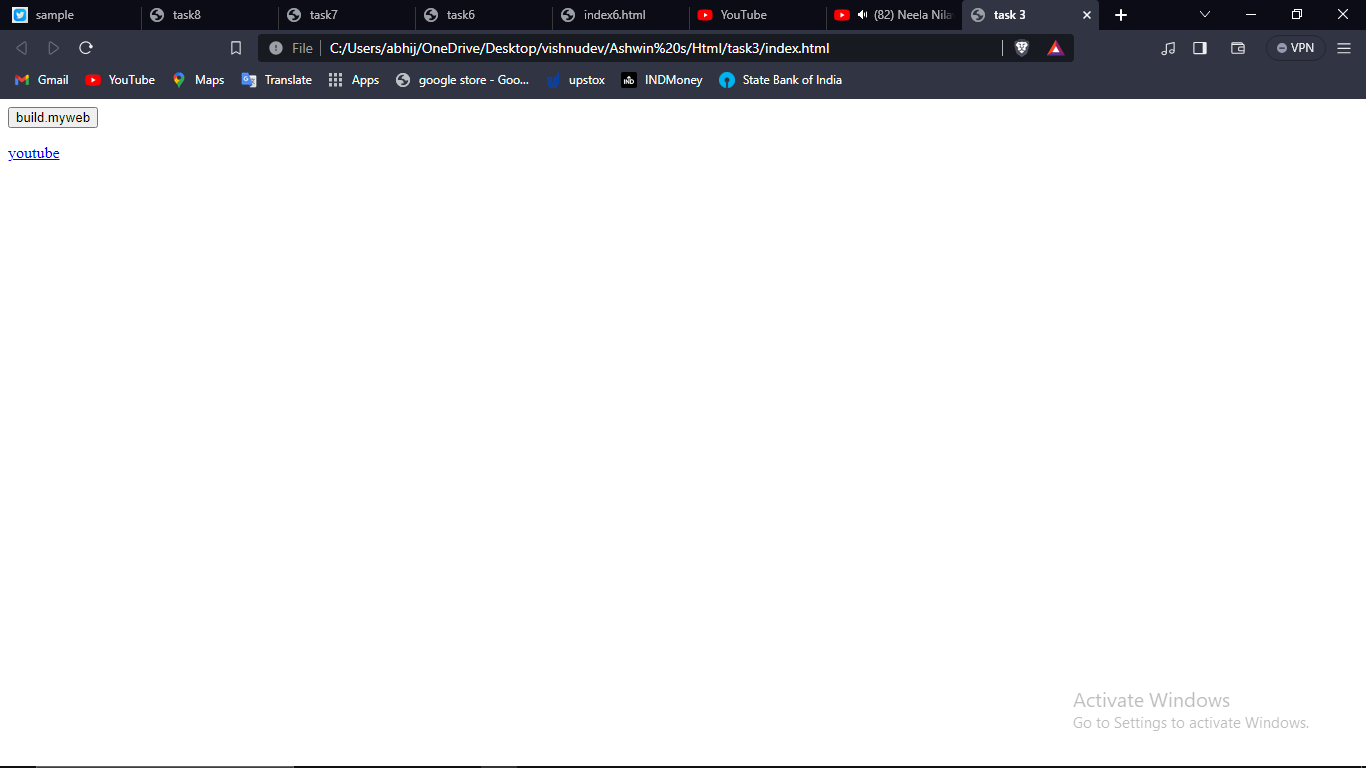 sample task8 task7 task6 index6.html YouTube (82) Neela Nila task 3
File C:/Users/abhij/OneDrive/Desktop/vishnudev/Ashwin%20s/Html/task3/index.html VPN
Gmail YouTube Maps Translate Apps google store - Goo... upstox INDMoney State Bank of India
build.myweb
youtube
Activate Windows
Go to Settings to activate Windows.